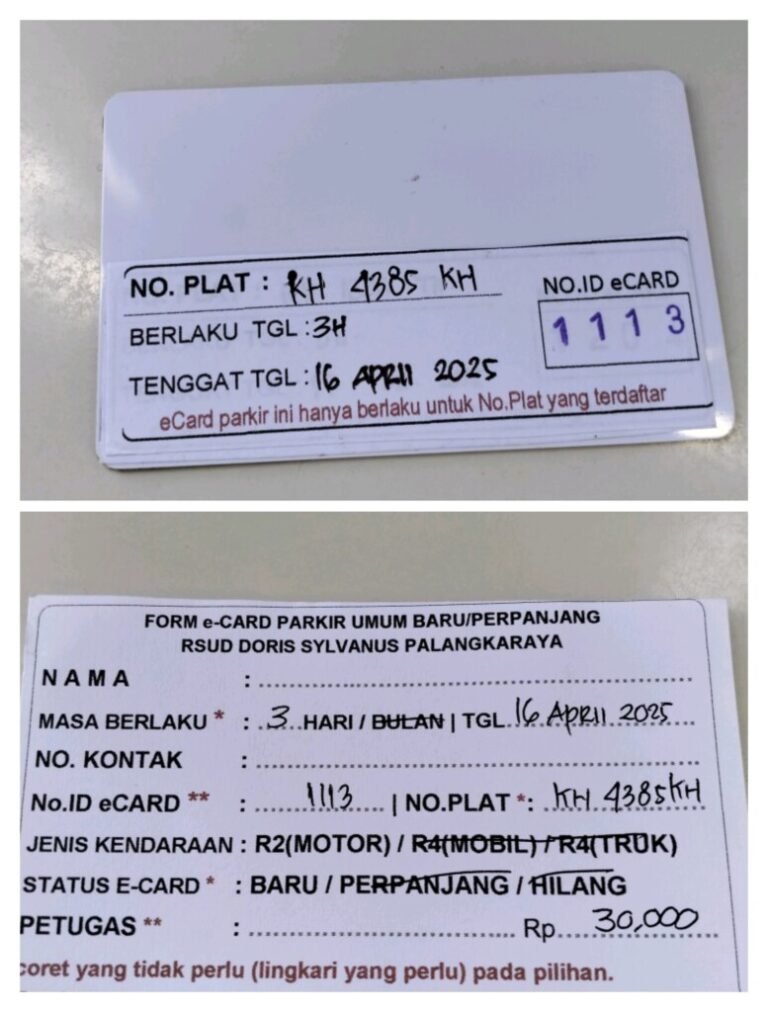 NO. PLAT : KH 4385 KH
NO.ID eCARD
1113
BERLAKU TGL : 3H
TENGGAT TGL : 16 APRIL 2025
eCard parkir ini hanya berlaku untuk No.Plat yang terdaftar
FORM e-CARD PARKIR UMUM BARU/PERPANJANG
RSUD DORIS SYLVANUS PALANGKARAYA
NAMA : ....................
MASA BERLAKU * : ..3..HARI / BULAN | TGL.16 APRIL 2025....
NO. KONTAK : ....................
No.ID eCARD ** : ........1113..... | NO.PLAT *: KH 4385 KH
JENIS KENDARAAN : R2(MOTOR) / R4(MOBIL) / R4(TRUK)
STATUS E-CARD * : BARU / PERPANJANG / HILANG
PETUGAS ** : .................... Rp.....30,000....
coret yang tidak perlu (lingkari yang perlu) pada pilihan.